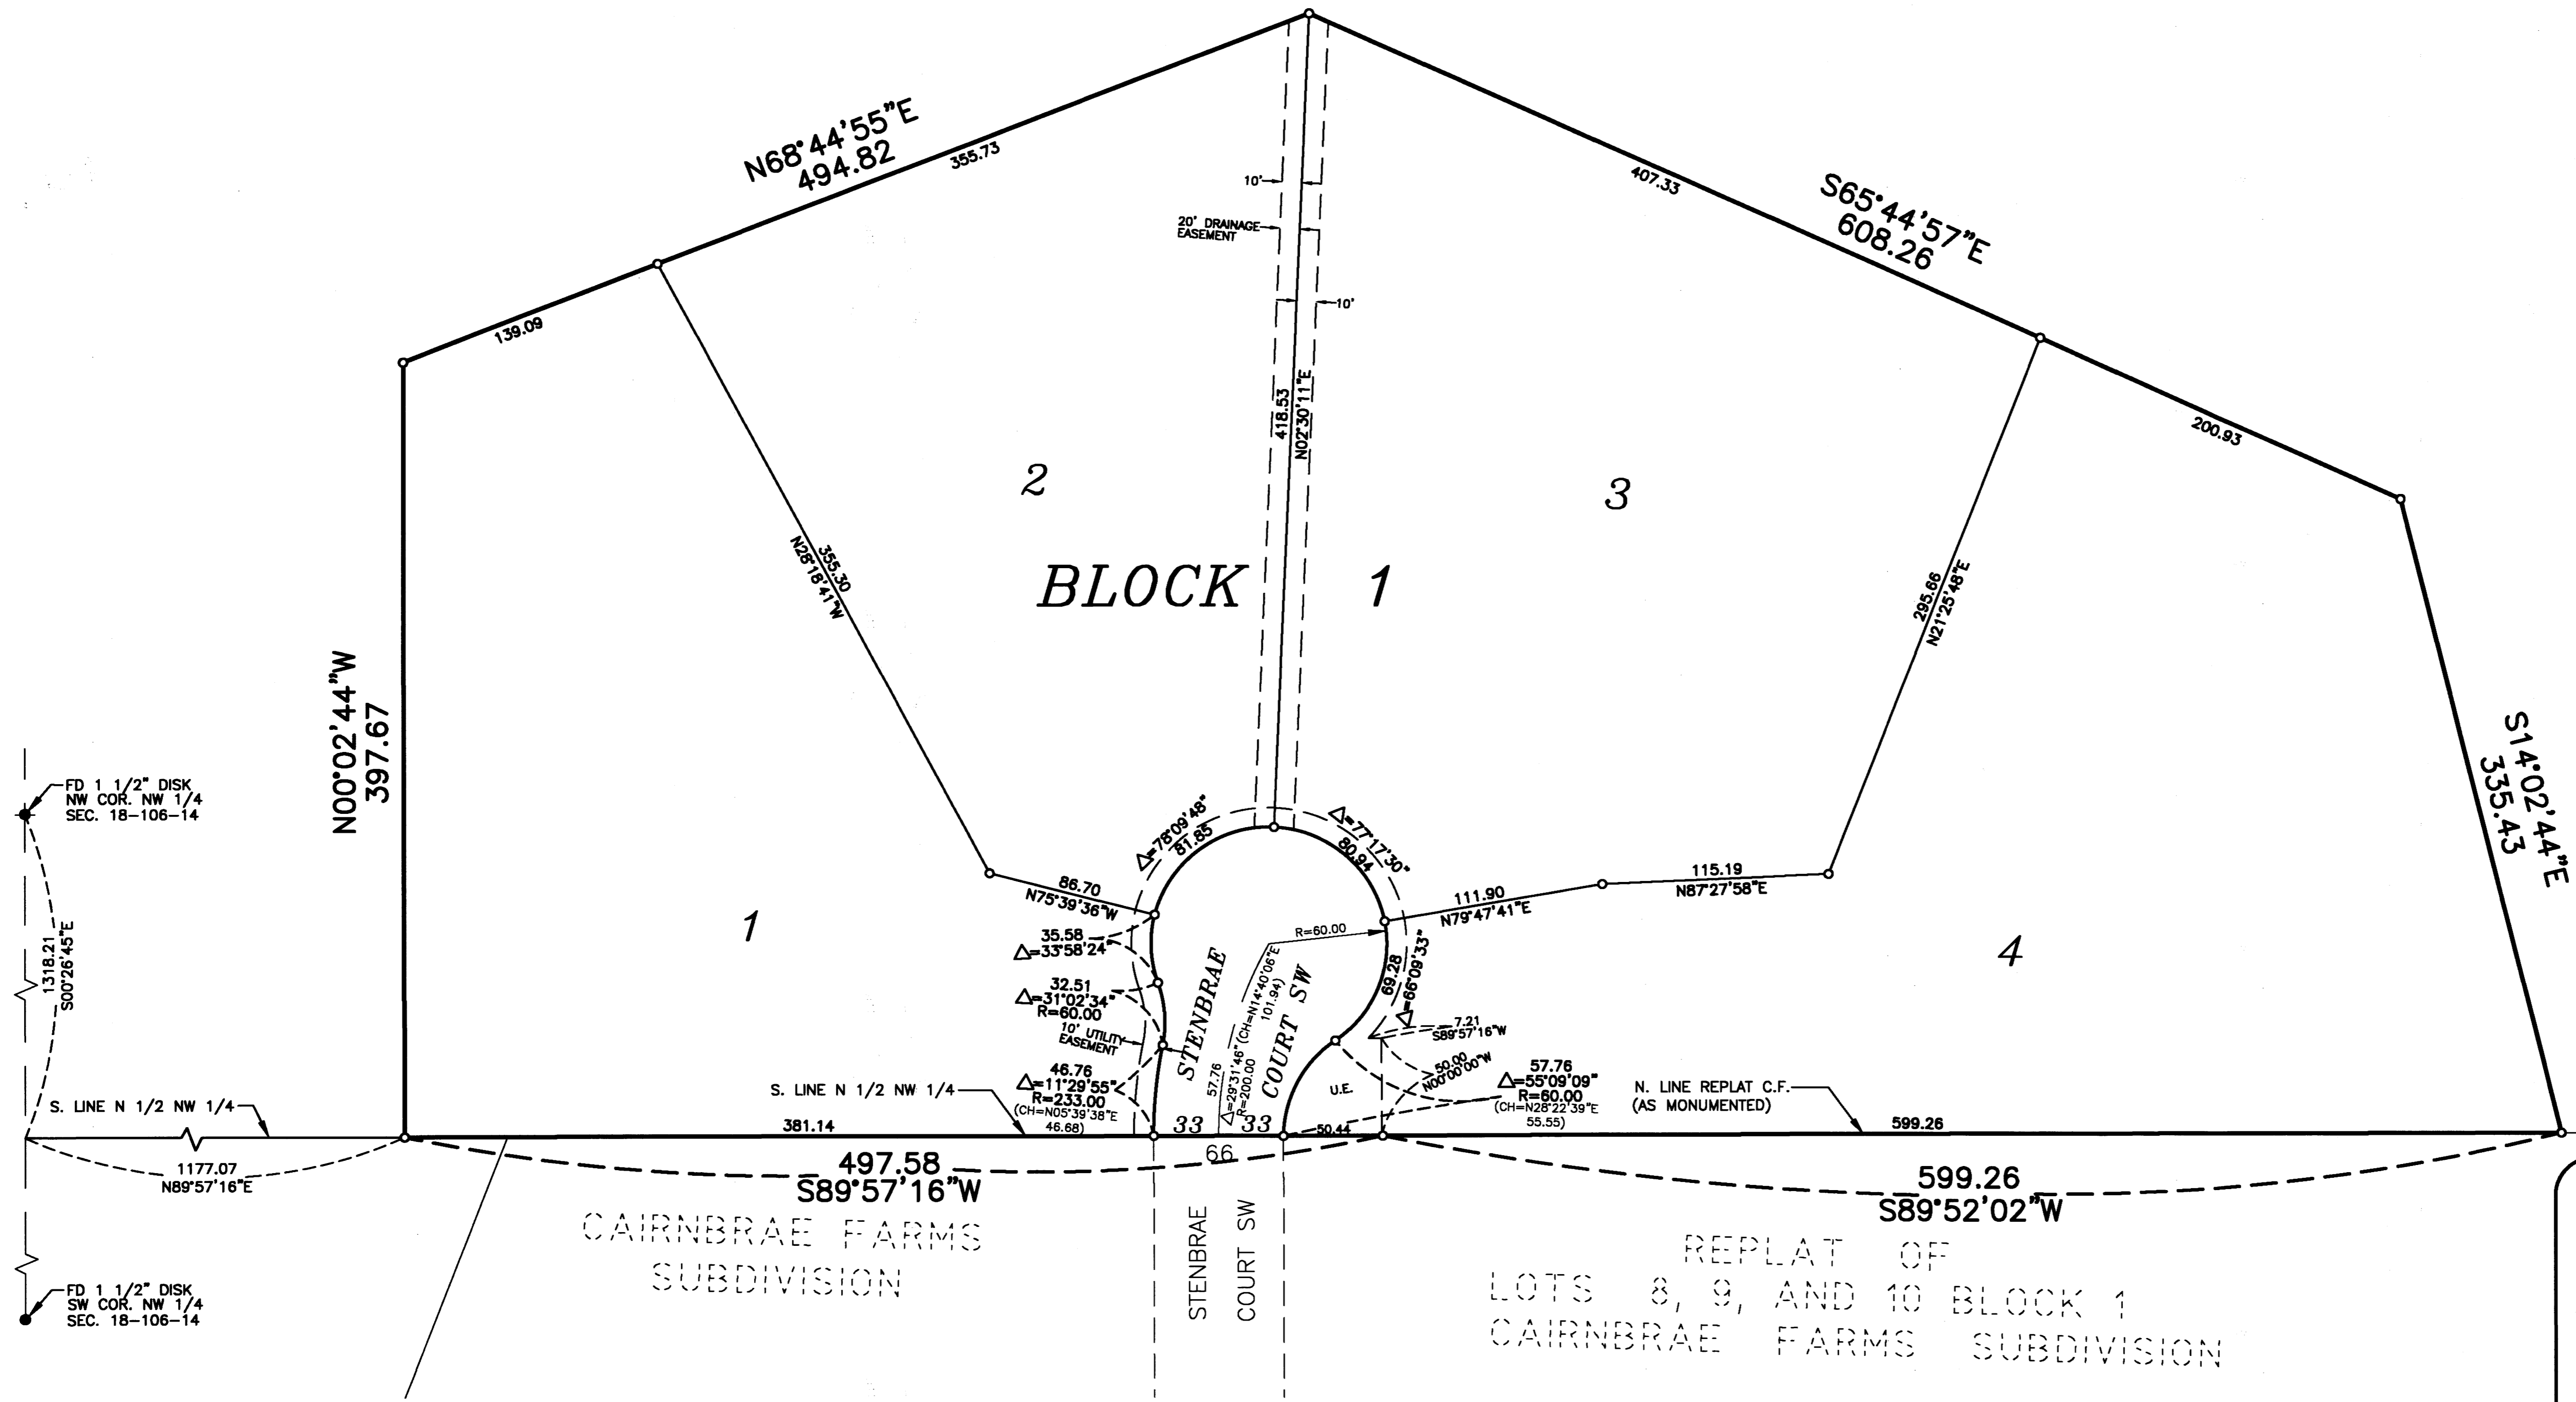 N68°44'55"E
494.82
355.73
139.09
10'
20' DRAINAGE
EASEMENT
10'
418.53
N02°30'11"E
407.33
S65°44'57"E
608.26
200.93
2
3
BLOCK 1
355.30
N28°18'41"W
295.66
N21°25'48"E
N00°02'44"W
397.67
S14°02'44"E
335.43
FD 1 1/2" DISK
NW COR. NW 1/4
SEC. 18-106-14
1318.21
S00°26'45"E
1
4
86.70
N75°39'36"W
△=78°09'48"
81.85
△=77°17'30"
80.94
111.90
N79°47'41"E
115.19
N87°27'58"E
35.58
△=33°58'24"
32.51
△=31°02'34"
R=60.00
10' UTILITY
EASEMENT
46.76
△=11°29'55"
R=233.00
(CH=N05°39'38"E
46.68)
R=60.00
STENBRAE
COURT SW
57.76
△=29°31'46"
R=200.00
(CH=N14°40'06"E
101.94)
69.28
△=66°09'33"
7.21
S89°57'16"W
50.00
N00°00'00"W
U.E.
57.76
△=55°09'09"
R=60.00
(CH=N28°22'39"E
55.55)
S. LINE N 1/2 NW 1/4
S. LINE N 1/2 NW 1/4
N. LINE REPLAT C.F.
(AS MONUMENTED)
381.14
33
33
50.44
599.26
66
1177.07
N89°57'16"E
497.58
S89°57'16"W
599.26
S89°52'02"W
CAIRNBRAE FARMS
SUBDIVISION
STENBRAE
COURT SW
REPLAT OF
LOTS 8, 9, AND 10 BLOCK 1
CAIRNBRAE FARMS SUBDIVISION
FD 1 1/2" DISK
SW COR. NW 1/4
SEC. 18-106-14